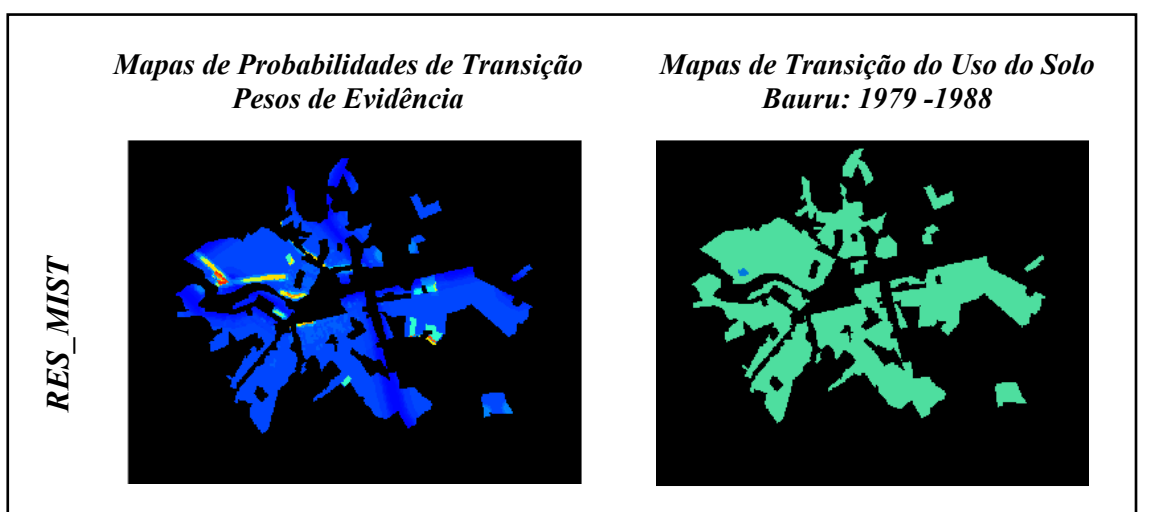 Mapas de Probabilidades de Transição
Pesos de Evidência
Mapas de Transição do Uso do Solo
Bauru: 1979 -1988
RES_MIST